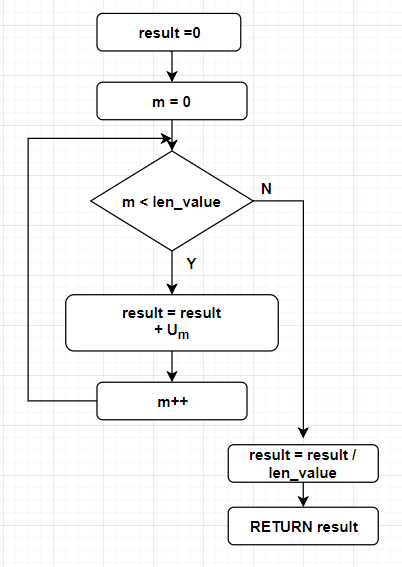 result =0
m = 0
m < len_value
N
Y
result = result
+ Um
m++
result = result /
len_value
RETURN result